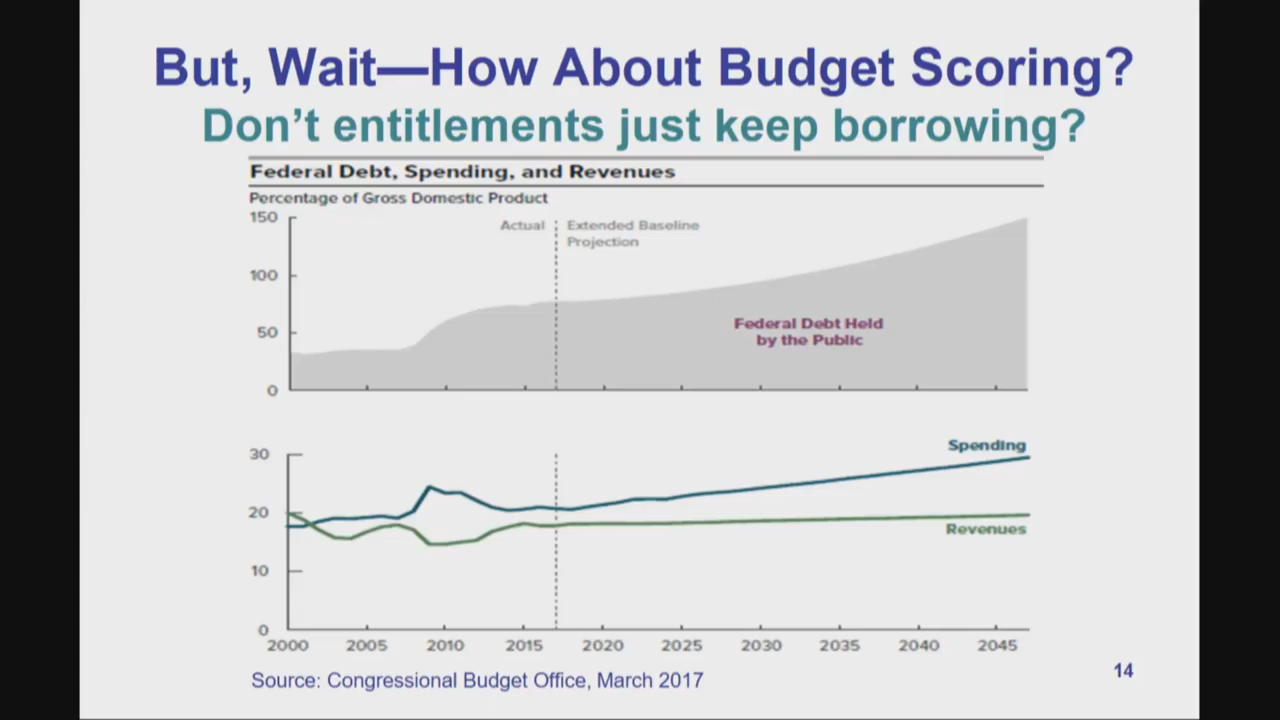 But, Wait—How About Budget Scoring?
Don't entitlements just keep borrowing?
Federal Debt, Spending, and Revenues
Percentage of Gross Domestic Product
150
Actual
Extended Baseline
Projection
100
50
0
Federal Debt Held
by the Public
30
20
10
0
Spending
Revenues
2000 2005 2010 2015 2020 2025 2030 2035 2040 2045
Source: Congressional Budget Office, March 2017
14